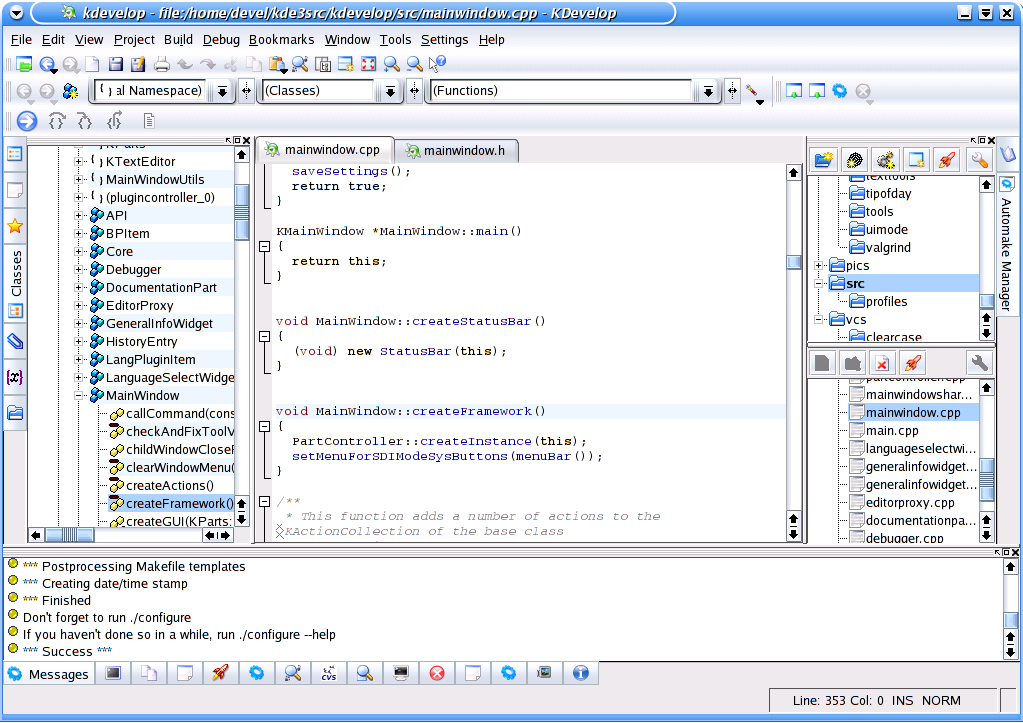 kdevelop - file:/home/devel/kde3src/kdevelop/src/mainwindow.cpp - KDevelop
File Edit View Project Build Debug Bookmarks Window Tools Settings Help
al Namespace) (Classes) (Functions)
Classes
{x}
KTextEditor
MainWindowUtils
(plugincontroller_0)
API
BPItem
Core
Debugger
DocumentationPart
EditorProxy
GeneralInfoWidget
HistoryEntry
LangPluginItem
LanguageSelectWidge
MainWindow
callCommand(cons
checkAndFixToolV
childWindowCloseF
clearWindowMenu(
createActions()
createFramework()
createGUI(KParts:
mainwindow.cpp mainwindow.h
saveSettings();
return true;
}
KMainWindow *MainWindow::main()
{
return this;
}
void MainWindow::createStatusBar()
{
(void) new StatusBar(this);
}
void MainWindow::createFramework()
{
PartController::createInstance(this);
setMenuForSDIModeSysButtons(menuBar());
}
/**
* This function adds a number of actions to the
KActionCollection of the base class
texttools
tipofday
tools
uimode
valgrind
pics
src
profiles
vcs
clearcase
Automake Manager
partcontroller.cpp
mainwindowshar...
mainwindow.cpp
main.cpp
languageselectwi...
generalinfowidget...
generalinfowidget...
editorproxy.cpp
documentationpa...
debugger.cpp
*** Postprocessing Makefile templates
*** Creating date/time stamp
*** Finished
Don't forget to run ./configure
If you haven't done so in a while, run ./configure --help
*** Success ***
Messages
CVS
Line: 353 Col: 0 INS NORM